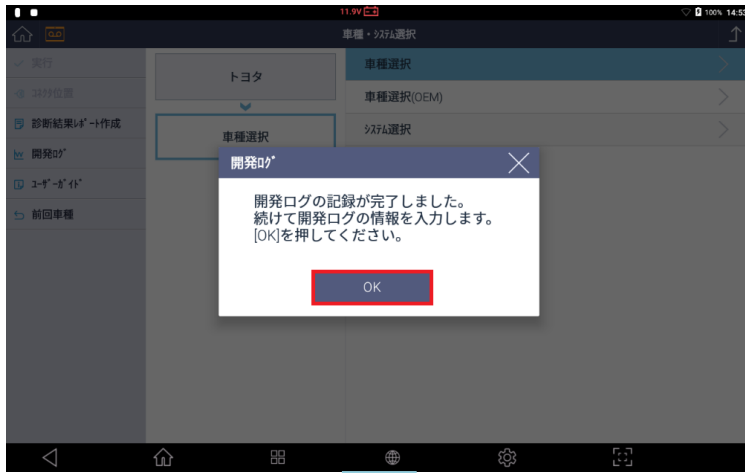 11.9V
100% 14:53
車種・ｼｽﾃﾑ選択
実行
ｺﾈｸﾀ位置
診断結果ﾚﾎﾟｰﾄ作成
開発ﾛｸﾞ
ﾕｰｻﾞｰｶﾞｲﾄﾞ
前回車種
トヨタ
車種選択
車種選択
車種選択(OEM)
ｼｽﾃﾑ選択
開発ﾛｸﾞ
開発ログの記録が完了しました。
続けて開発ログの情報を入力します。
[OK]を押してください。
OK